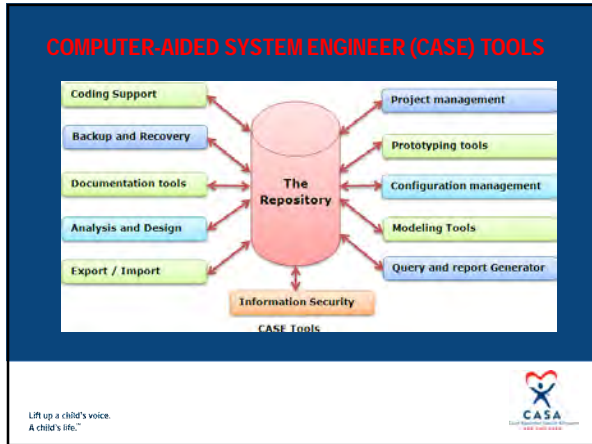 COMPUTER-AIDED SYSTEM ENGINEER (CASE) TOOLS
Coding Support
Backup and Recovery
Documentation tools
Analysis and Design
Export / Import
The
Repository
Project management
Prototyping tools
Configuration management
Modeling Tools
Query and report Generator
Information Security
CASE Tools
Lift up a child's voice.
A child's life.™
CASA